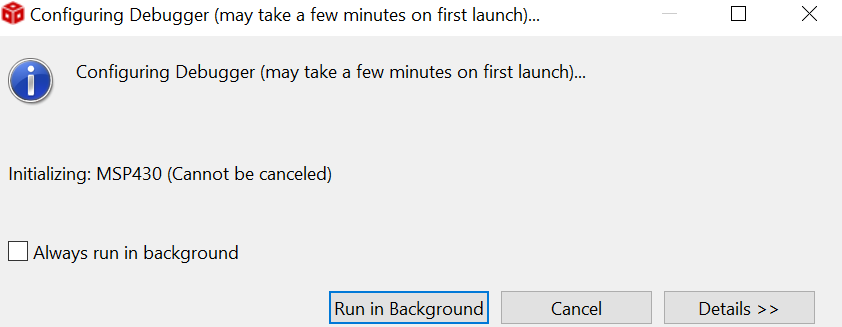 Configuring Debugger (may take a few minutes on first launch)...
Configuring Debugger (may take a few minutes on first launch)...
Initializing: MSP430 (Cannot be canceled)
Always run in background
Run in Background Cancel Details >>